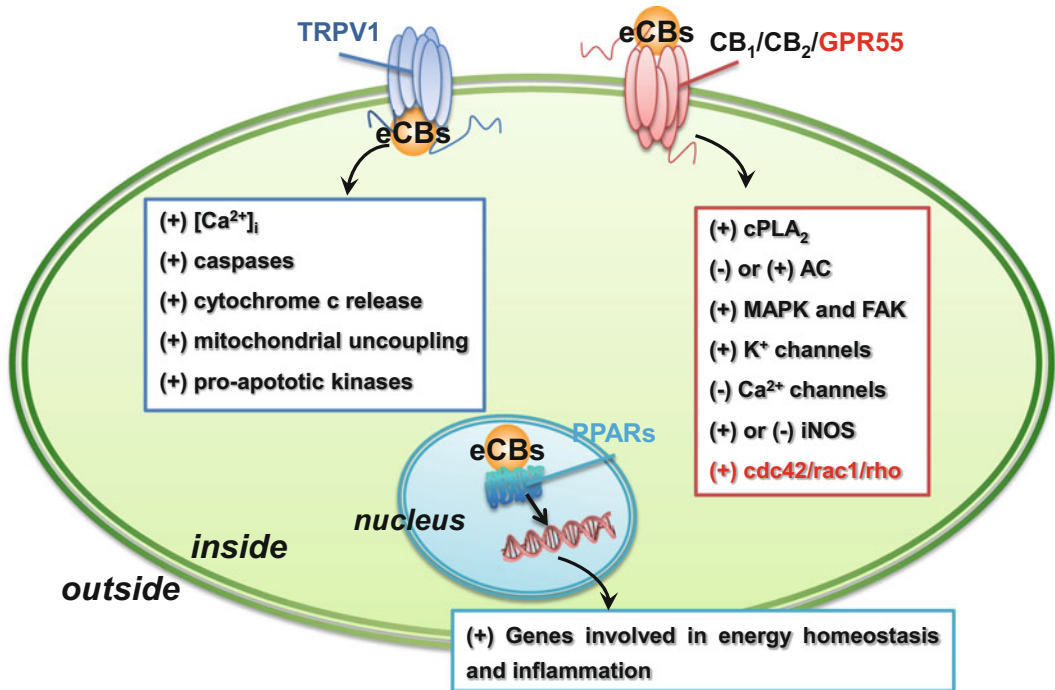 TRPV1
eCBs
eCBs
CB₁/CB₂/GPR55
(+) [Ca²⁺]ᵢ
(+) caspases
(+) cytochrome c release
(+) mitochondrial uncoupling
(+) pro-apototic kinases
(+) cPLA₂
(-) or (+) AC
(+) MAPK and FAK
(+) K⁺ channels
(-) Ca²⁺ channels
(+) or (-) iNOS
(+) cdc42/rac1/rho
PPARs
eCBs
nucleus
inside
outside
(+) Genes involved in energy homeostasis
and inflammation